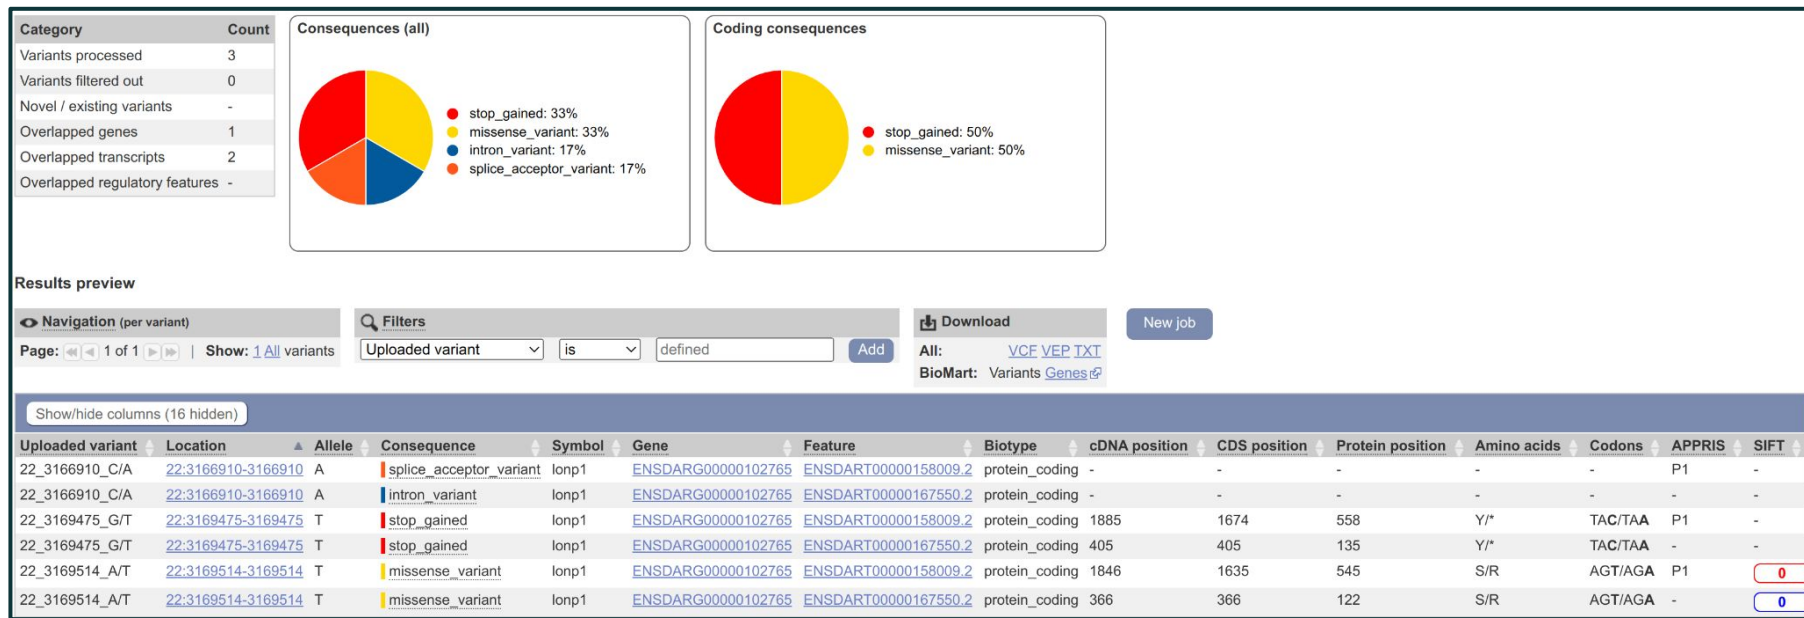 Category Count
Variants processed 3
Variants filtered out 0
Novel / existing variants -
Overlapped genes 1
Overlapped transcripts 2
Overlapped regulatory features -
Consequences (all)
stop_gained: 33%
missense_variant: 33%
intron_variant: 17%
splice_acceptor_variant: 17%
Coding consequences
stop_gained: 50%
missense_variant: 50%
Results preview
Navigation (per variant)
Page: 1 of 1 | Show: 1 All variants
Filters
Uploaded variant is defined Add
Download
All: VCF VEP TXT
BioMart: Variants Genes
New job
Show/hide columns (16 hidden)
Uploaded variant Location Allele Consequence Symbol Gene Feature Biotype cDNA position CDS position Protein position Amino acids Codons APPRIS SIFT
22_3166910_C/A 22:3166910-3166910 A splice_acceptor_variant lonp1 ENSDARG00000102765 ENSDART00000158009.2 protein_coding - - - - - P1 -
22_3166910_C/A 22:3166910-3166910 A intron_variant lonp1 ENSDARG00000102765 ENSDART00000167550.2 protein_coding - - - - - - -
22_3169475_G/T 22:3169475-3169475 T stop_gained lonp1 ENSDARG00000102765 ENSDART00000158009.2 protein_coding 1885 1674 558 Y/* TAC/TAA P1 -
22_3169475_G/T 22:3169475-3169475 T stop_gained lonp1 ENSDARG00000102765 ENSDART00000167550.2 protein_coding 405 405 135 Y/* TAC/TAA - -
22_3169514_A/T 22:3169514-3169514 T missense_variant lonp1 ENSDARG00000102765 ENSDART00000158009.2 protein_coding 1846 1635 545 S/R AGT/AGA P1 0
22_3169514_A/T 22:3169514-3169514 T missense_variant lonp1 ENSDARG00000102765 ENSDART00000167550.2 protein_coding 366 366 122 S/R AGT/AGA - 0